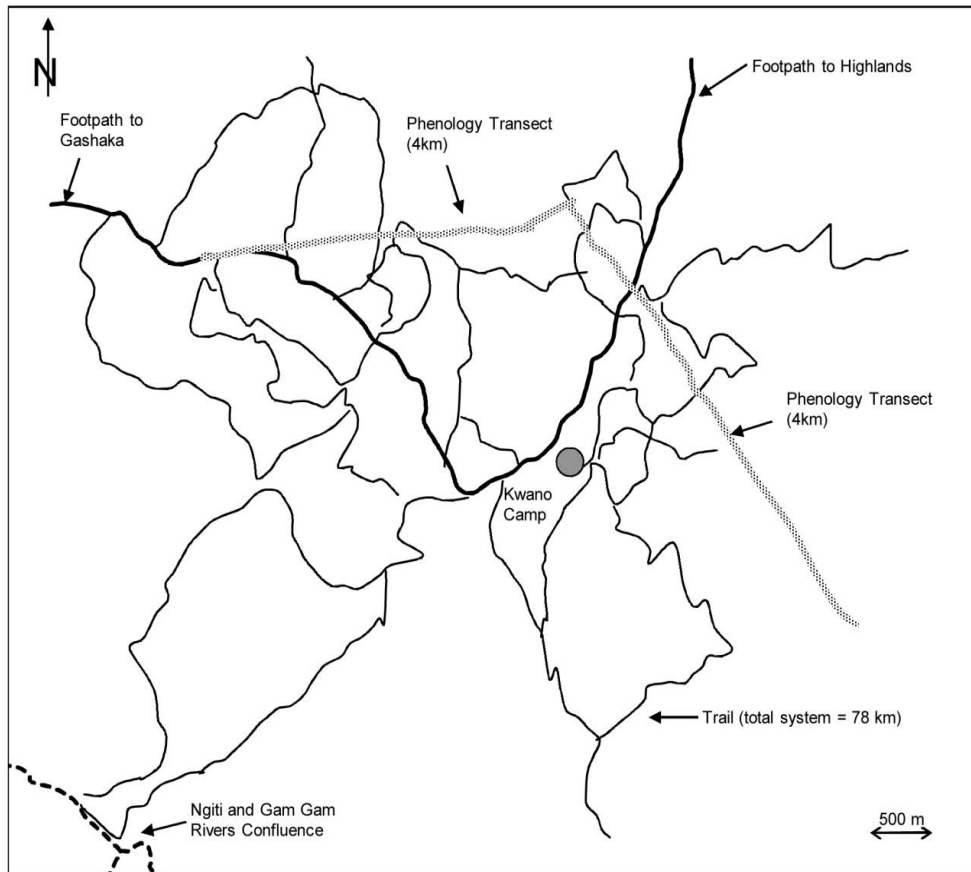 N
Footpath to Highlands
Footpath to
Gashaka
Phenology Transect
(4km)
Phenology Transect
(4km)
Kwano
Camp
Trail (total system = 78 km)
Ngiti and Gam Gam
Rivers Confluence
500 m